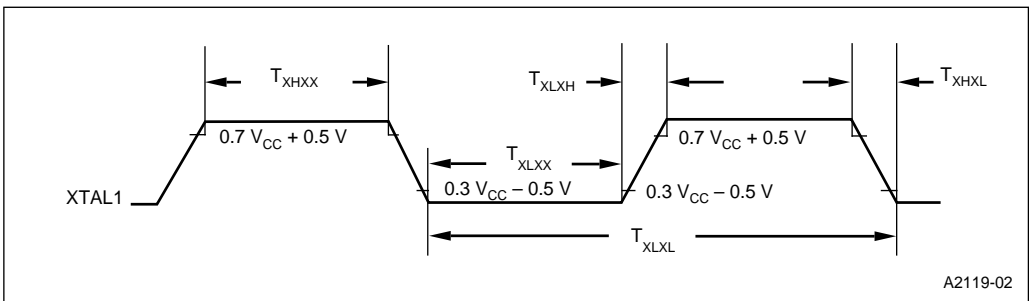 T_XHXX
T_XLXH
T_XHXL
0.7 V_CC + 0.5 V
0.7 V_CC + 0.5 V
T_XLXX
0.3 V_CC – 0.5 V
0.3 V_CC – 0.5 V
XTAL1
T_XLXL
A2119-02